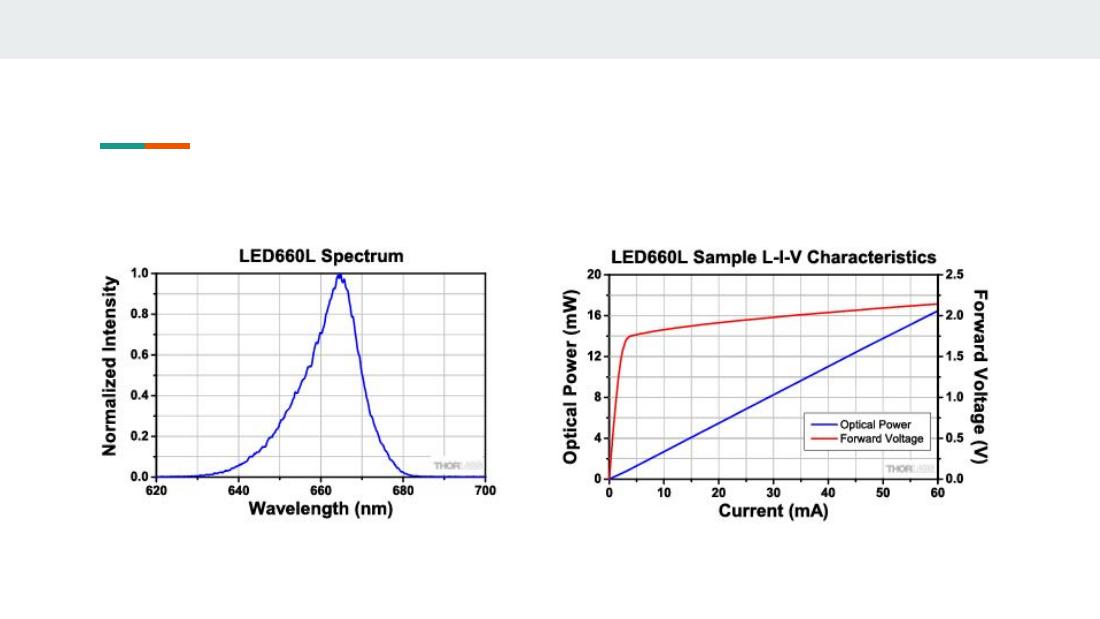 LED660L Spectrum
Normalized Intensity
1.0
0.8
0.6
0.4
0.2
0.0
620 640 660 680 700
Wavelength (nm)
THORLABS
LED660L Sample L-I-V Characteristics
Optical Power (mW)
20
16
12
8
4
0
2.5
2.0
1.5
1.0
0.5
0.0
Forward Voltage (V)
Optical Power
Forward Voltage
THORLABS
0 10 20 30 40 50 60
Current (mA)